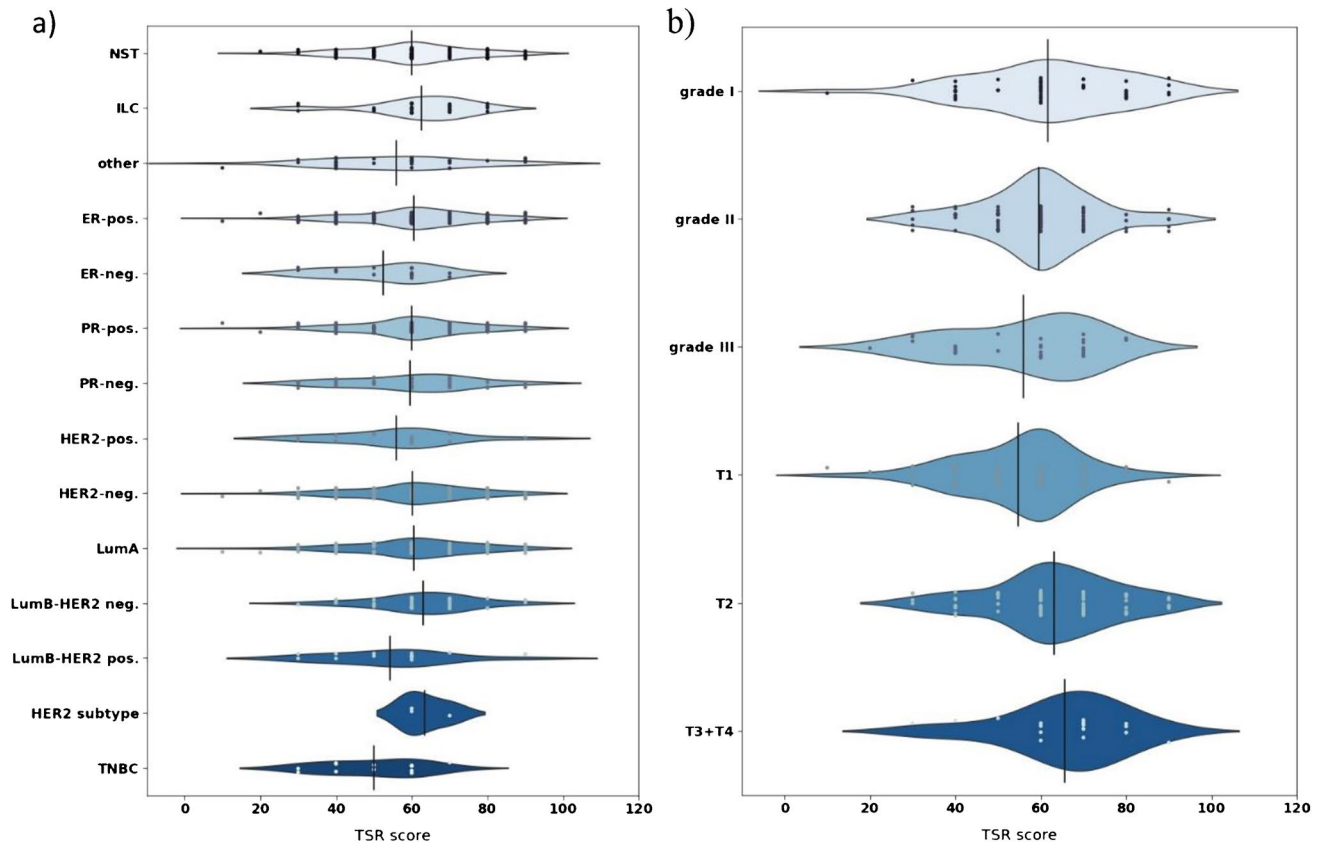 a)
NST
ILC
other
ER-pos.
ER-neg.
PR-pos.
PR-neg.
HER2-pos.
HER2-neg.
LumA
LumB-HER2 neg.
LumB-HER2 pos.
HER2 subtype
TNBC
0 20 40 60 80 100 120
TSR score
b)
grade I
grade II
grade III
T1
T2
T3+T4
0 20 40 60 80 100 120
TSR score